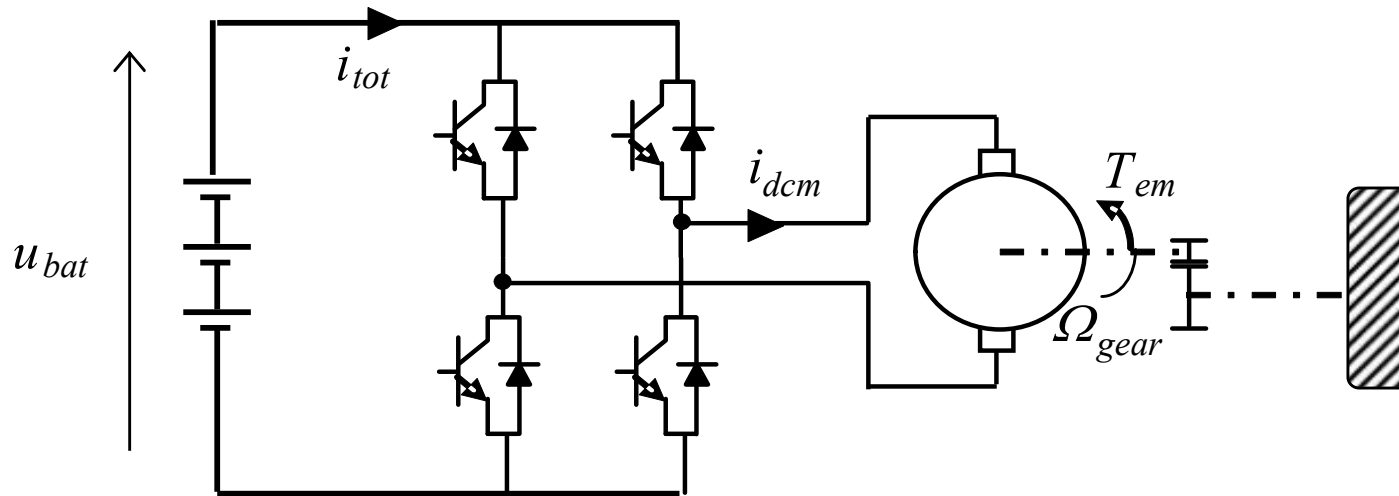 i_tot
i_dcm
T_em
u_bat
Ω_gear